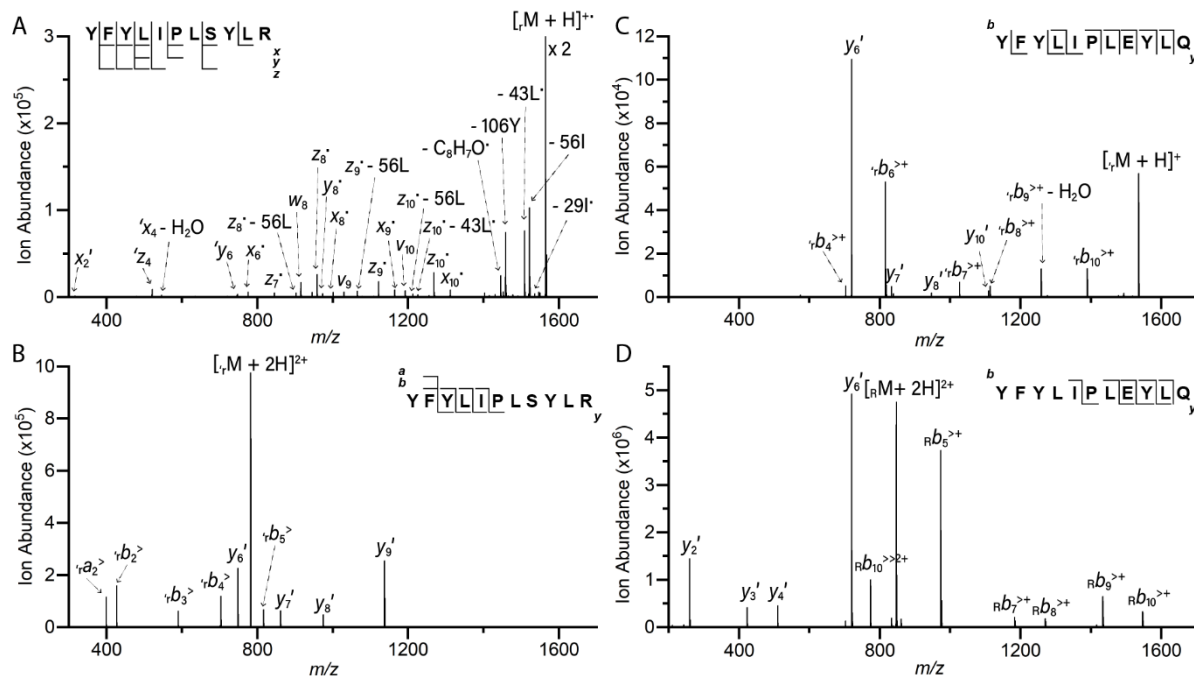 A
YFYLIPLSYLR
x
y
z
[ᵣM + H]⁺•
x 2
- 43L•
- 106Y
- C₈H₇O•
- 56I
- 29I•
z₈•
z₉• - 56L
y₈•
x₈•
w₈
z₈• - 56L
z₁₀• - 56L
z₁₀• - 43L•
x₉•
v₁₀
'x₄ - H₂O
'z₄
x₂'
'y₆
x₆•
z₇•
v₉
z₉•
z₁₀•
x₁₀•
Ion Abundance (x10⁵)
3
2
1
0
400
800
1200
1600
m/z
B
[‚ᵣM + 2H]²⁺
a
b
YFYLIPLSYLR
y
‚ᵣa₂>
‚ᵣb₂>
‚ᵣb₃>
‚ᵣb₄>
y₆'
‚ᵣb₅>
y₇'
y₈'
y₉'
Ion Abundance (x10⁵)
10
8
6
4
2
0
400
800
1200
1600
m/z
C
b
YFYLIPLEYLQ
y
y₆'
‚ᵣb₆>+
[‚ᵣM + H]⁺
‚ᵣb₉>+ - H₂O
‚ᵣb₄>+
y₇'
y₈'
‚ᵣb₇>+
y₁₀'
‚ᵣb₈>+
‚ᵣb₁₀>+
Ion Abundance (x10⁴)
12
10
8
6
4
2
0
400
800
1200
1600
m/z
D
b
YFYLIPLEYLQ
y
y₆'
[ᴿM+ 2H]²⁺
ᴿb₅>+
y₂'
y₃'
y₄'
ᴿb₁₀>>2+
ᴿb₇>+
ᴿb₈>+
ᴿb₉>+
ᴿb₁₀>+
Ion Abundance (x10⁶)
5
4
3
2
1
0
400
800
1200
1600
m/z